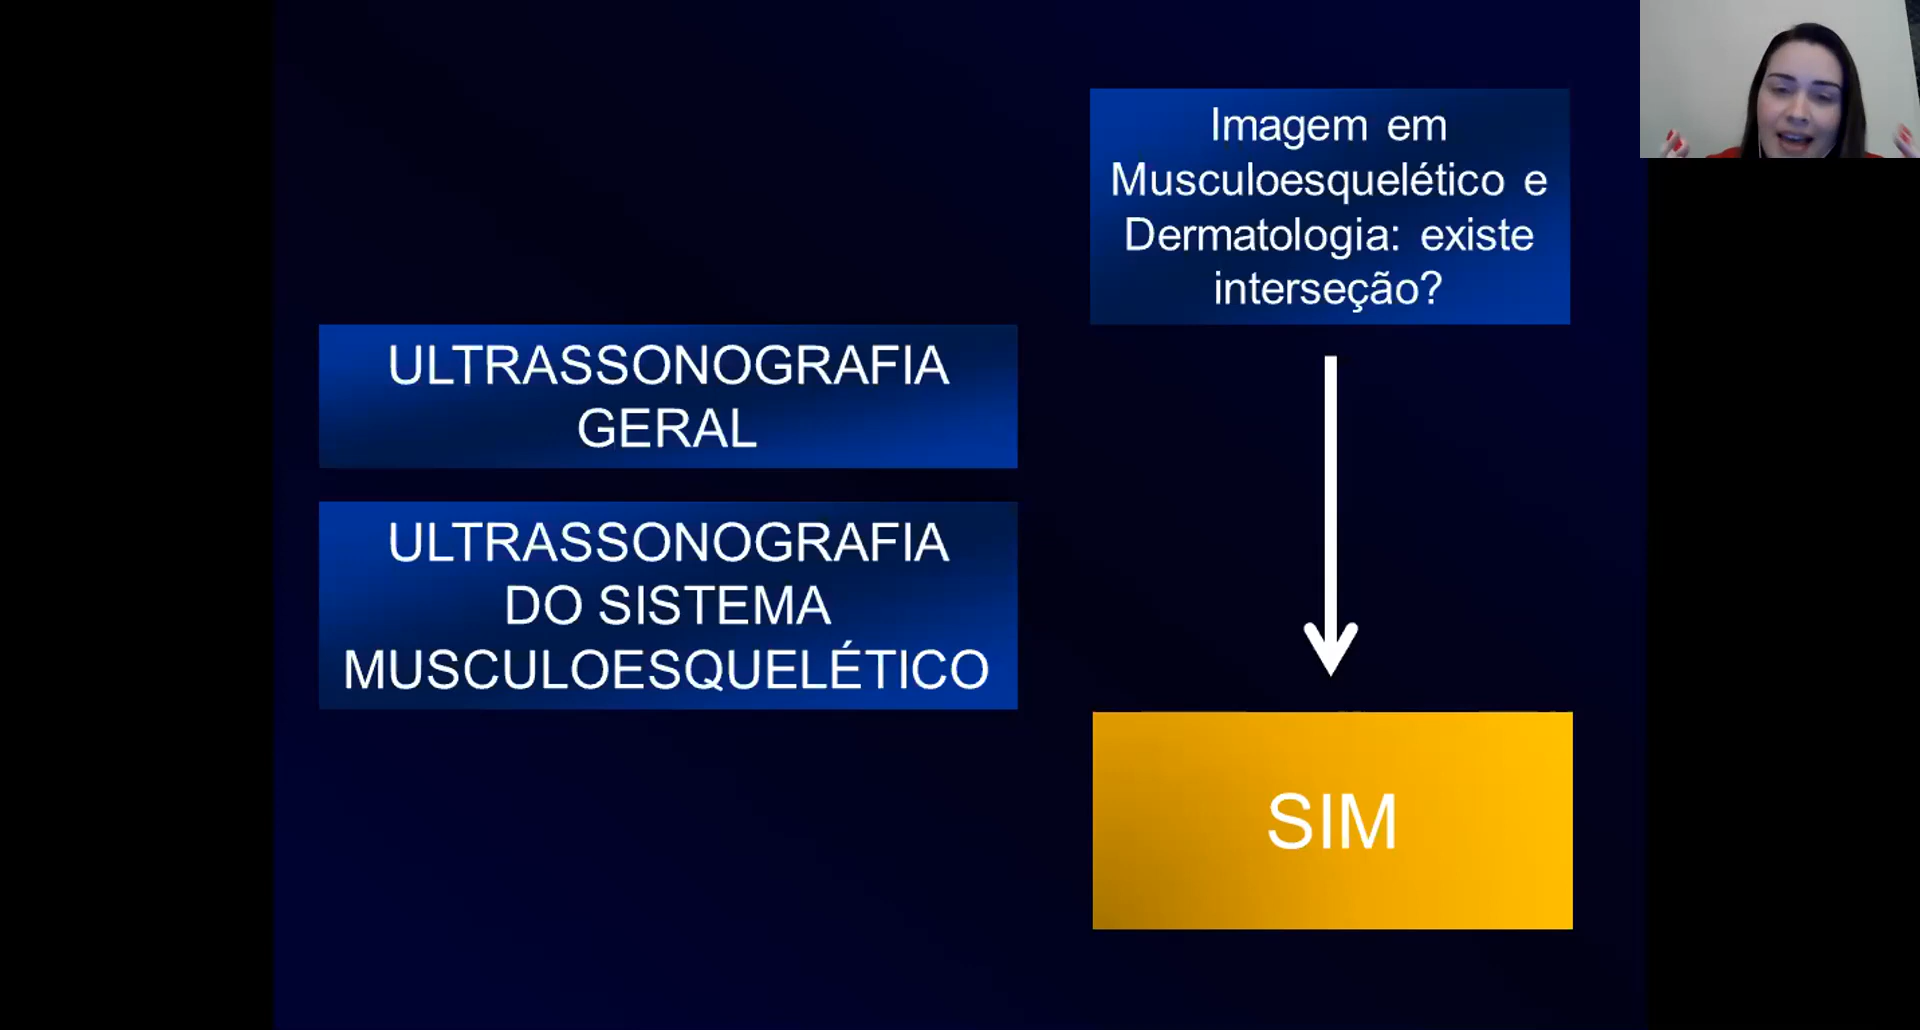 Imagem em
Musculoesquelético e
Dermatologia: existe
interseção?
ULTRASSONOGRAFIA
GERAL
ULTRASSONOGRAFIA
DO SISTEMA
MUSCULOESQUELÉTICO
SIM